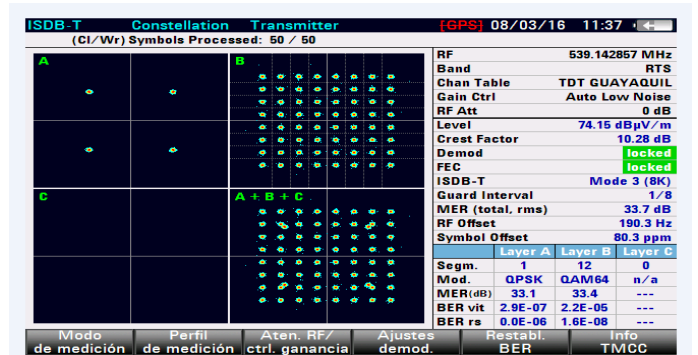 ISDB-T Constellation Transmitter [GPS] 08/03/16 11:37
(Cl/Wr) Symbols Processed: 50 / 50
A
B
C
A + B + C
RF 539.142857 MHz
Band RTS
Chan Table TDT GUAYAQUIL
Gain Ctrl Auto Low Noise
RF Att 0 dB
Level 74.15 dBµV/m
Crest Factor 10.28 dB
Demod locked
FEC locked
ISDB-T Mode 3 (8K)
Guard Interval 1/8
MER (total, rms) 33.7 dB
RF Offset 190.3 Hz
Symbol Offset 80.3 ppm
Layer A Layer B Layer C
Segm. 1 12 0
Mod. QPSK QAM64 n/a
MER(dB) 33.1 33.4 ---
BER vit 2.9E-07 2.2E-05 ---
BER rs 0.0E-06 1.6E-08 ---
Modo de medición
Perfil de medición
Aten. RF/ ctrl. ganancia
Ajustes demod.
Restabl. BER
Info TMCC